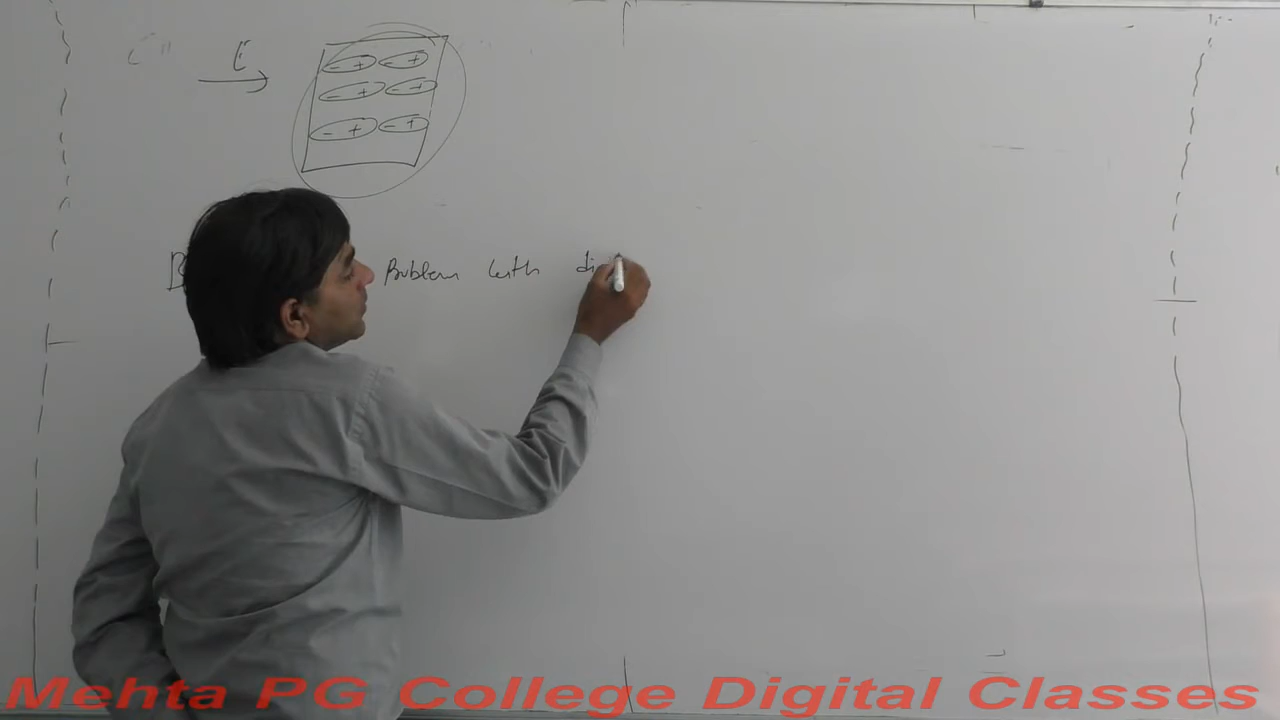 E
- + - +
- + - +
- + - +
B Problem with di
Mehta PG College Digital Classes